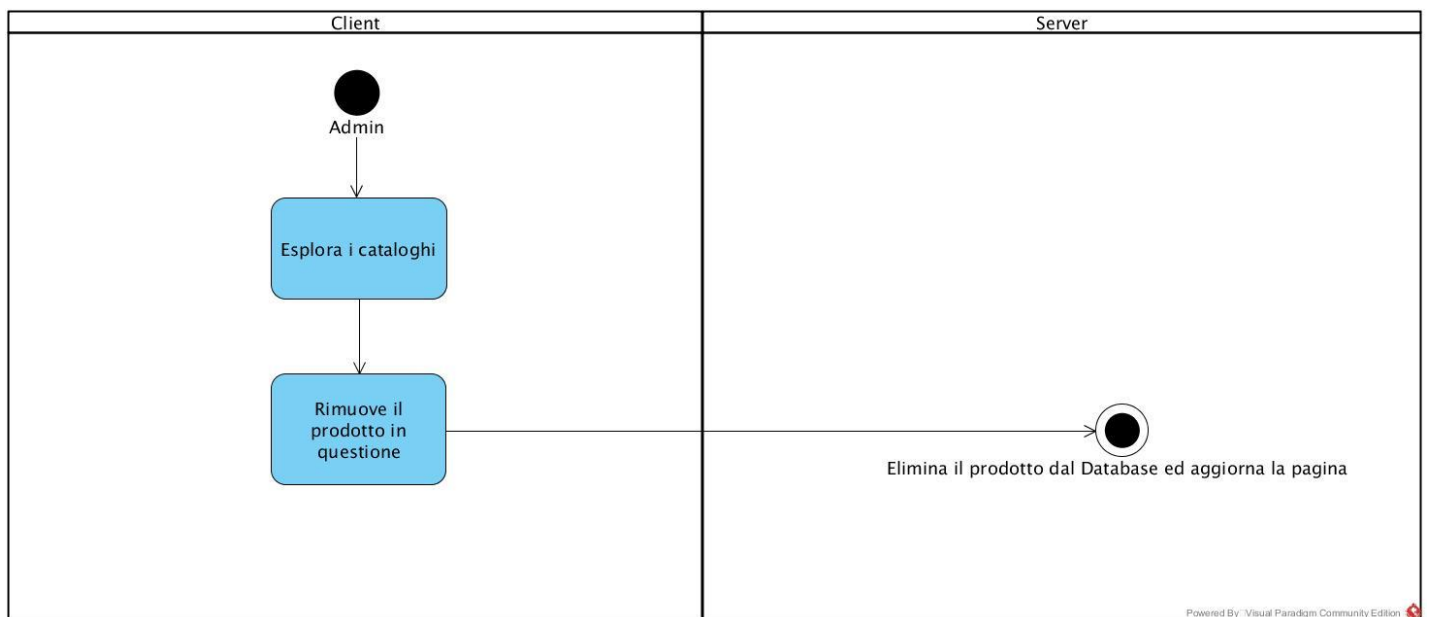 Client
Server
Admin
Esplora i cataloghi
Rimuove il
prodotto in
questione
Elimina il prodotto dal Database ed aggiorna la pagina
Powered By Visual Paradigm Community Edition